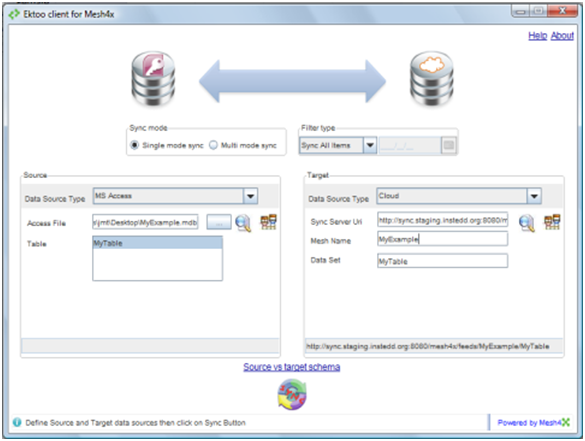 Ektoo client for Mesh4x
Help About
Sync mode
Single mode sync Multi mode sync
Filter type
Sync All Items
Source
Data Source Type MS Access
Access File \jmt\Desktop\MyExample.mdb ...
Table MyTable
Target
Data Source Type Cloud
Sync Server Url http://sync.staging.instedd.org:8080/m
Mesh Name MyExample
Data Set MyTable
http://sync.staging.instedd.org:8080/mesh4x/feeds/MyExample/MyTable
Source vs target schema
Define Source and Target data sources then click on Sync Button
Powered by Mesh4X